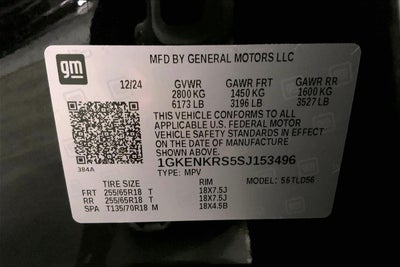 gm
MFD BY GENERAL MOTORS LLC
12/24 GVWR GAWR FRT GAWR RR
2800 KG 1450 KG 1600 KG
6173 LB 3196 LB 3527 LB
THIS VEHICLE CONFORMS TO ALL
APPLICABLE U.S. FEDERAL MOTOR
VEHICLE SAFETY STANDARDS IN EFFECT
ON THE DATE OF MANUFACTURE
SHOWN ABOVE.
384A
1GKENKRS5SJ153496
TYPE: MPV
TIRE SIZE RIM MODEL: 56TLD56
FRT 255/65R18 T 18X7.5J
RR 255/65R18 T 18X7.5J
SPA T135/70R18 M 18X4.5B